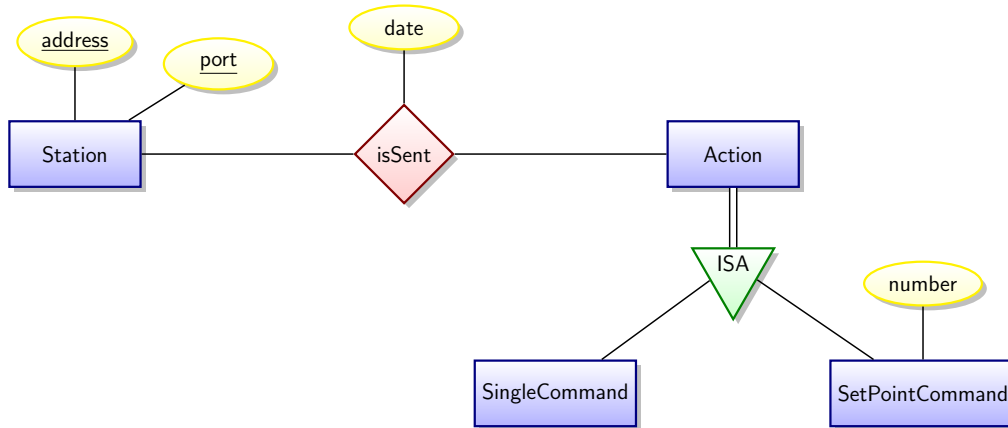 address
port
date
Station
isSent
Action
ISA
number
SingleCommand
SetPointCommand